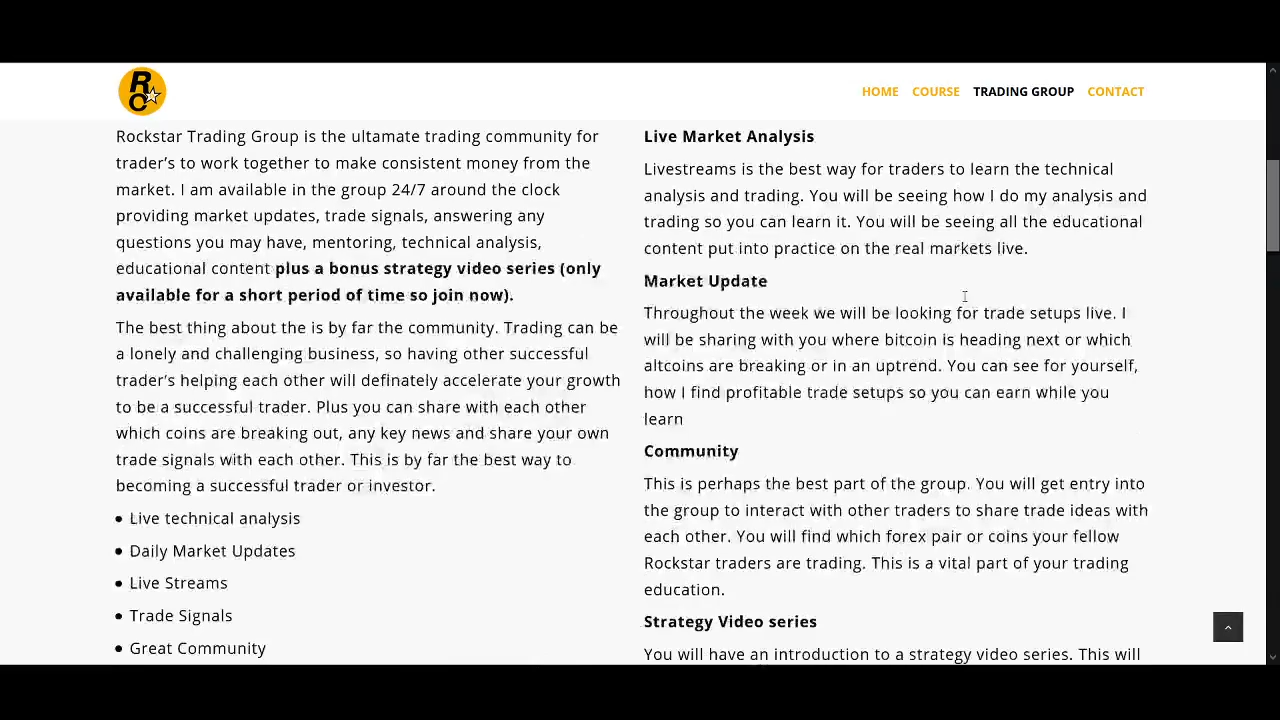 R
HOME COURSE TRADING GROUP CONTACT
Rockstar Trading Group is the ultamate trading community for
trader's to work together to make consistent money from the
market. I am available in the group 24/7 around the clock
providing market updates, trade signals, answering any
questions you may have, mentoring, technical analysis,
educational content plus a bonus strategy video series (only
available for a short period of time so join now).
The best thing about the is by far the community. Trading can be
a lonely and challenging business, so having other successful
trader's helping each other will definately accelerate your growth
to be a successful trader. Plus you can share with each other
which coins are breaking out, any key news and share your own
trade signals with each other. This is by far the best way to
becoming a successful trader or investor.
• Live technical analysis
• Daily Market Updates
• Live Streams
• Trade Signals
• Great Community
Live Market Analysis
Livestreams is the best way for traders to learn the technical
analysis and trading. You will be seeing how I do my analysis and
trading so you can learn it. You will be seeing all the educational
content put into practice on the real markets live.
Market Update
Throughout the week we will be looking for trade setups live. I
will be sharing with you where bitcoin is heading next or which
altcoins are breaking or in an uptrend. You can see for yourself,
how I find profitable trade setups so you can earn while you
learn
Community
This is perhaps the best part of the group. You will get entry into
the group to interact with other traders to share trade ideas with
each other. You will find which forex pair or coins your fellow
Rockstar traders are trading. This is a vital part of your trading
education.
Strategy Video series
You will have an introduction to a strategy video series. This will